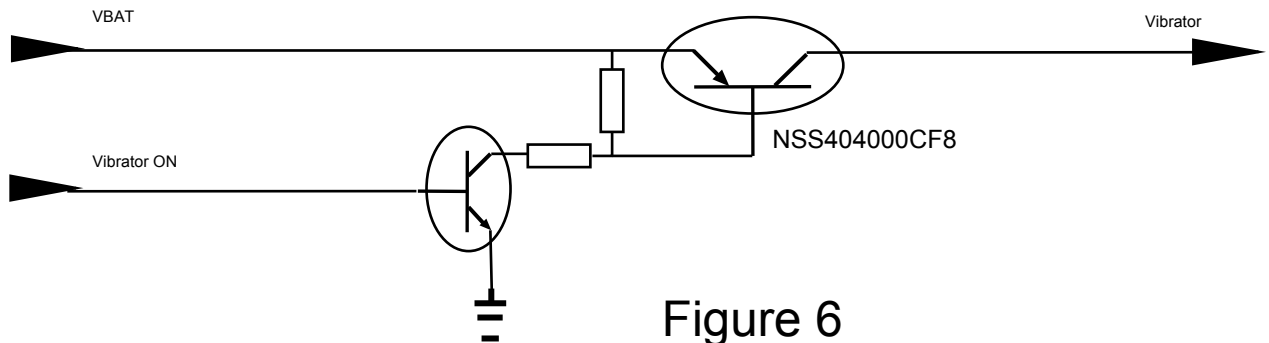 VBAT
Vibrator
NSS404000CF8
Vibrator ON
Figure 6